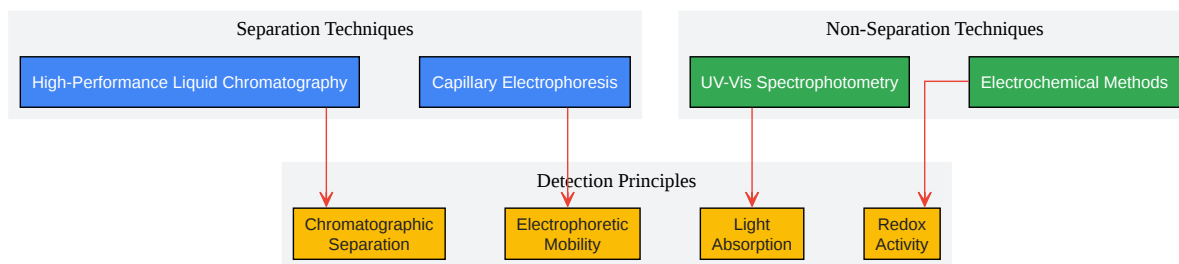 Separation Techniques
Non-Separation Techniques
High-Performance Liquid Chromatography
Capillary Electrophoresis
UV-Vis Spectrophotometry
Electrochemical Methods
Detection Principles
Chromatographic
Separation
Electrophoretic
Mobility
Light
Absorption
Redox
Activity